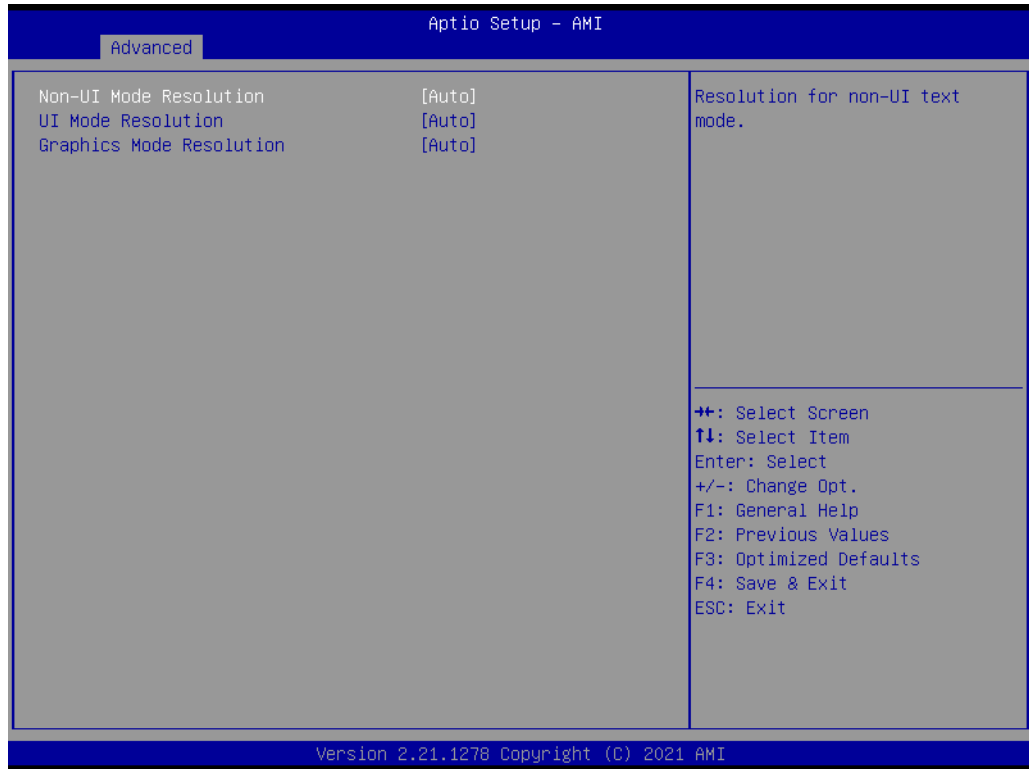 Aptio Setup – AMI
Advanced
Non-UI Mode Resolution [Auto]
UI Mode Resolution [Auto]
Graphics Mode Resolution [Auto]
Resolution for non-UI text
mode.
→←: Select Screen
↑↓: Select Item
Enter: Select
+/-: Change Opt.
F1: General Help
F2: Previous Values
F3: Optimized Defaults
F4: Save & Exit
ESC: Exit
Version 2.21.1278 Copyright (C) 2021 AMI